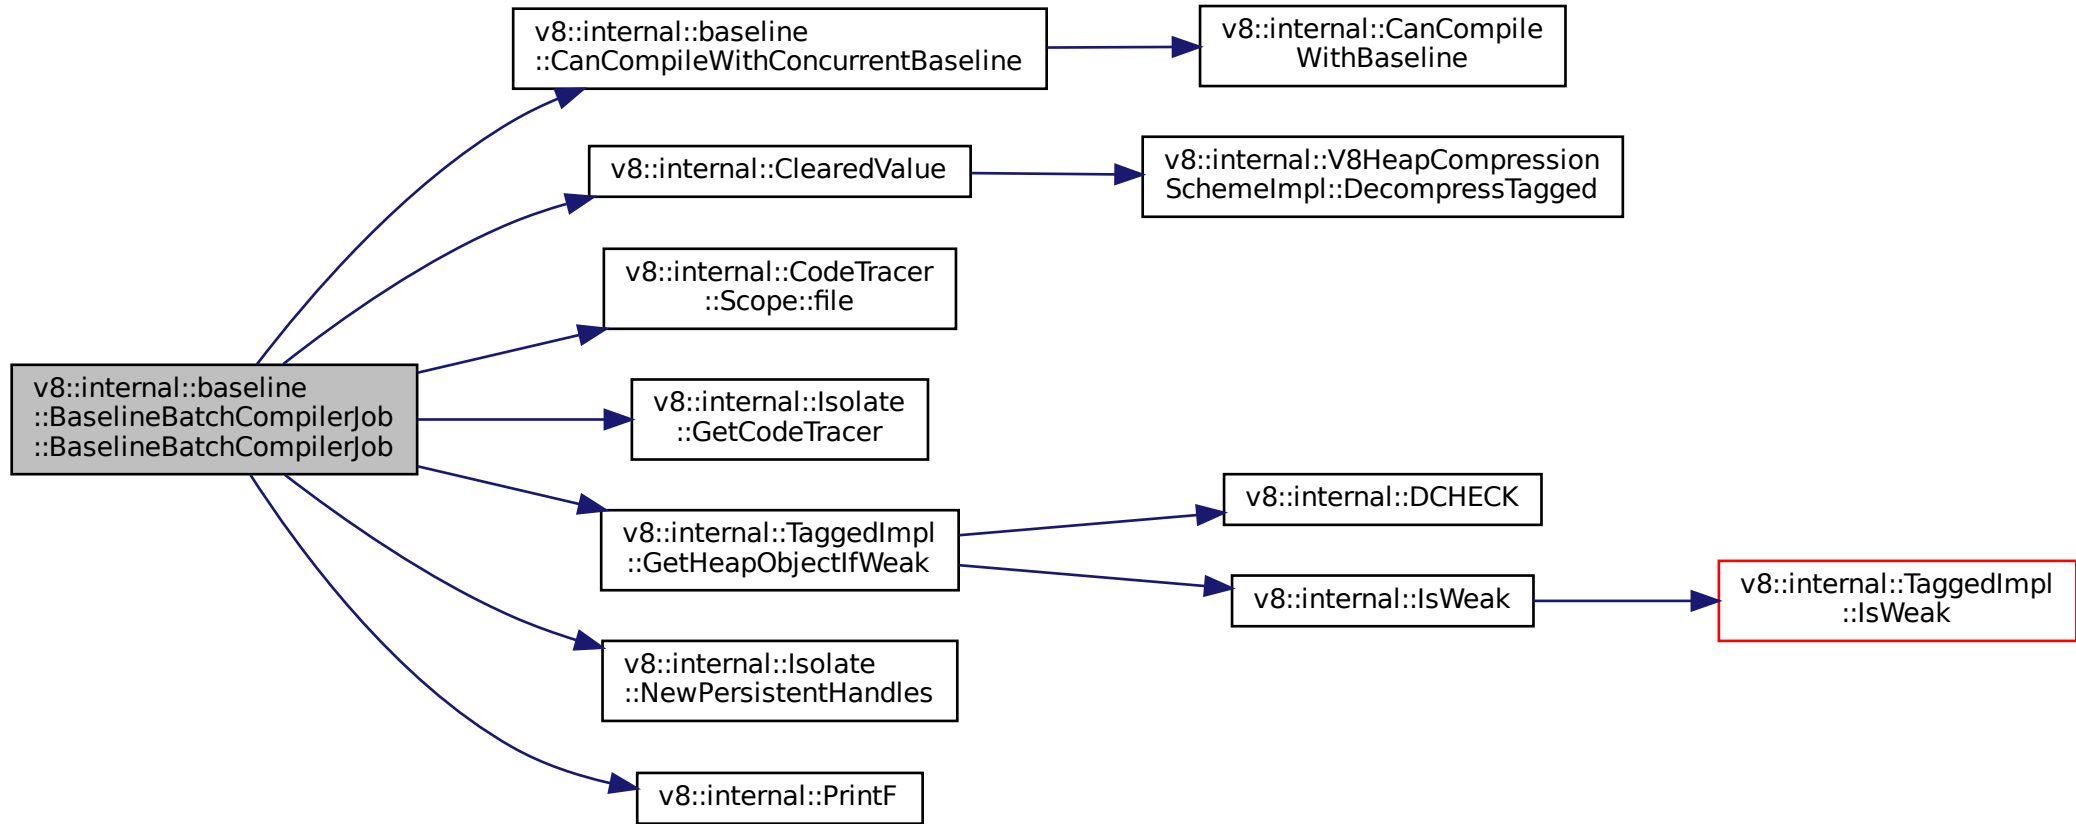 v8::internal::baseline
::CanCompileWithConcurrentBaseline
v8::internal::CanCompile
WithBaseline
v8::internal::ClearedValue
v8::internal::V8HeapCompression
SchemeImpl::DecompressTagged
v8::internal::CodeTracer
::Scope::file
v8::internal::baseline
::BaselineBatchCompilerJob
::BaselineBatchCompilerJob
v8::internal::Isolate
::GetCodeTracer
v8::internal::TaggedImpl
::GetHeapObjectIfWeak
v8::internal::DCHECK
v8::internal::IsWeak
v8::internal::TaggedImpl
::IsWeak
v8::internal::Isolate
::NewPersistentHandles
v8::internal::PrintF